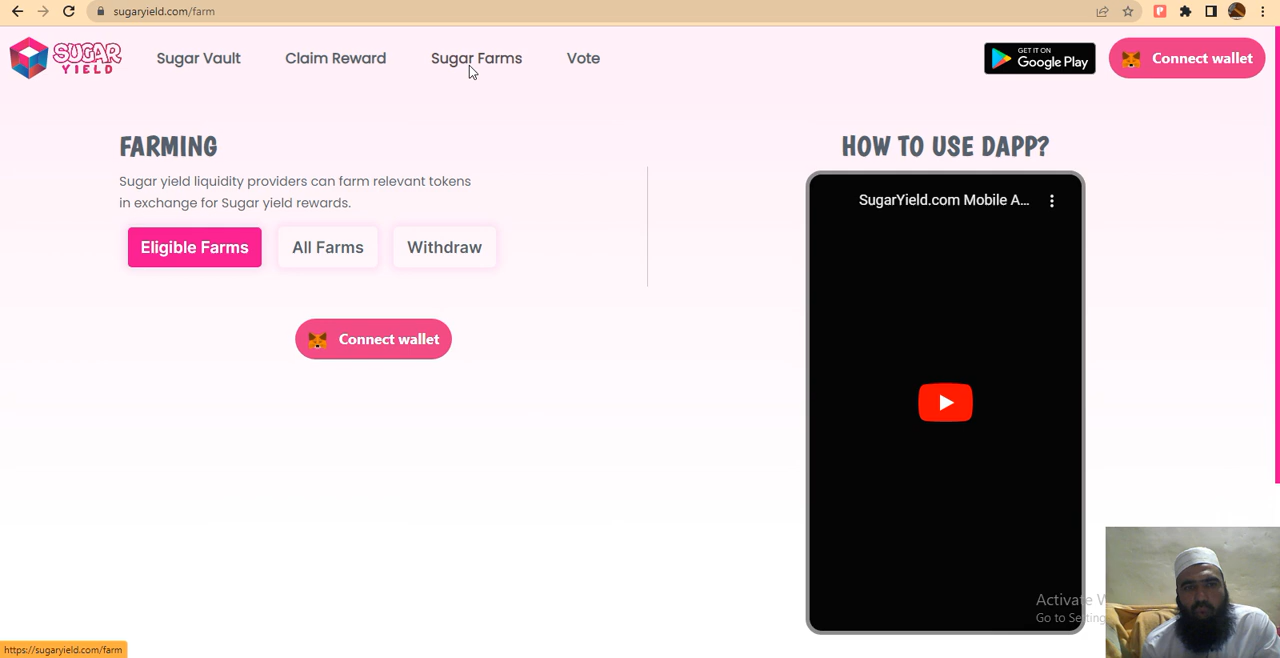 sugaryield.com/farm
SUGAR
YIELD
Sugar Vault
Claim Reward
Sugar Farms
Vote
GET IT ON
Google Play
Connect wallet
FARMING
Sugar yield liquidity providers can farm relevant tokens
in exchange for Sugar yield rewards.
Eligible Farms
All Farms
Withdraw
Connect wallet
HOW TO USE DAPP?
SugarYield.com Mobile A...
Activate
Go to
https://sugaryield.com/farm